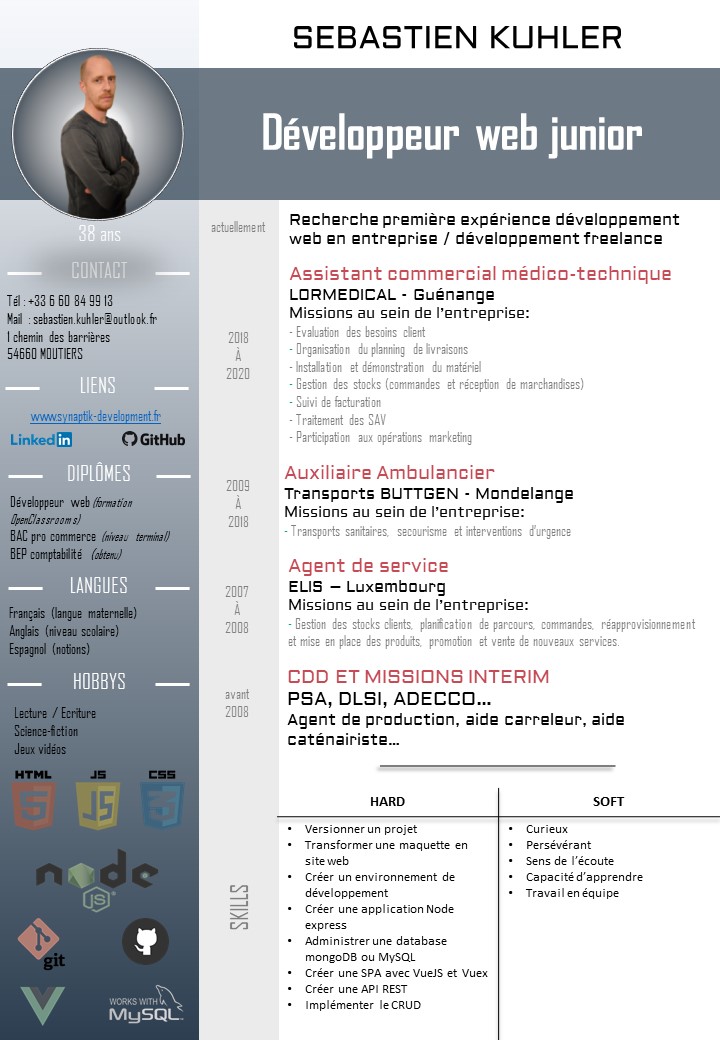 SEBASTIEN KUHLER
Développeur web junior
38 ans
CONTACT
Tél : +33 6 60 84 99 13
Mail : sebastien.kuhler@outlook.fr
1 chemin des barrières
54660 MOUTIERS
LIENS
www.synaptik-development.fr
LinkedIn GitHub
DIPLÔMES
Développeur web (formation
OpenClassrooms)
BAC pro commerce (niveau terminal)
BEP comptabilité (obtenu)
LANGUES
Français (langue maternelle)
Anglais (niveau scolaire)
Espagnol (notions)
HOBBYS
Lecture / Ecriture
Science-fiction
Jeux vidéos
HTML JS CSS
5 JS 3
node
JS
git
WORKS WITH
MySQL
actuellement
Recherche première expérience développement
web en entreprise / développement freelance
2018
À
2020
Assistant commercial médico-technique
LORMEDICAL - Guénange
Missions au sein de l’entreprise:
- Evaluation des besoins client
- Organisation du planning de livraisons
- Installation et démonstration du matériel
- Gestion des stocks (commandes et réception de marchandises)
- Suivi de facturation
- Traitement des SAV
- Participation aux opérations marketing
2009
À
2018
Auxiliaire Ambulancier
Transports BUTTGEN - Mondelange
Missions au sein de l’entreprise:
- Transports sanitaires, secourisme et interventions d’urgence
2007
À
2008
Agent de service
ELIS – Luxembourg
Missions au sein de l’entreprise:
- Gestion des stocks clients, planification de parcours, commandes, réapprovisionnement
et mise en place des produits, promotion et vente de nouveaux services.
avant
2008
CDD ET MISSIONS INTERIM
PSA, DLSI, ADECCO…
Agent de production, aide carreleur, aide
caténairiste…
SKILLS
HARD
• Versionner un projet
• Transformer une maquette en
site web
• Créer un environnement de
développement
• Créer une application Node
express
• Administrer une database
mongoDB ou MySQL
• Créer une SPA avec VueJS et Vuex
• Créer une API REST
• Implémenter le CRUD
SOFT
• Curieux
• Persévérant
• Sens de l’écoute
• Capacité d’apprendre
• Travail en équipe